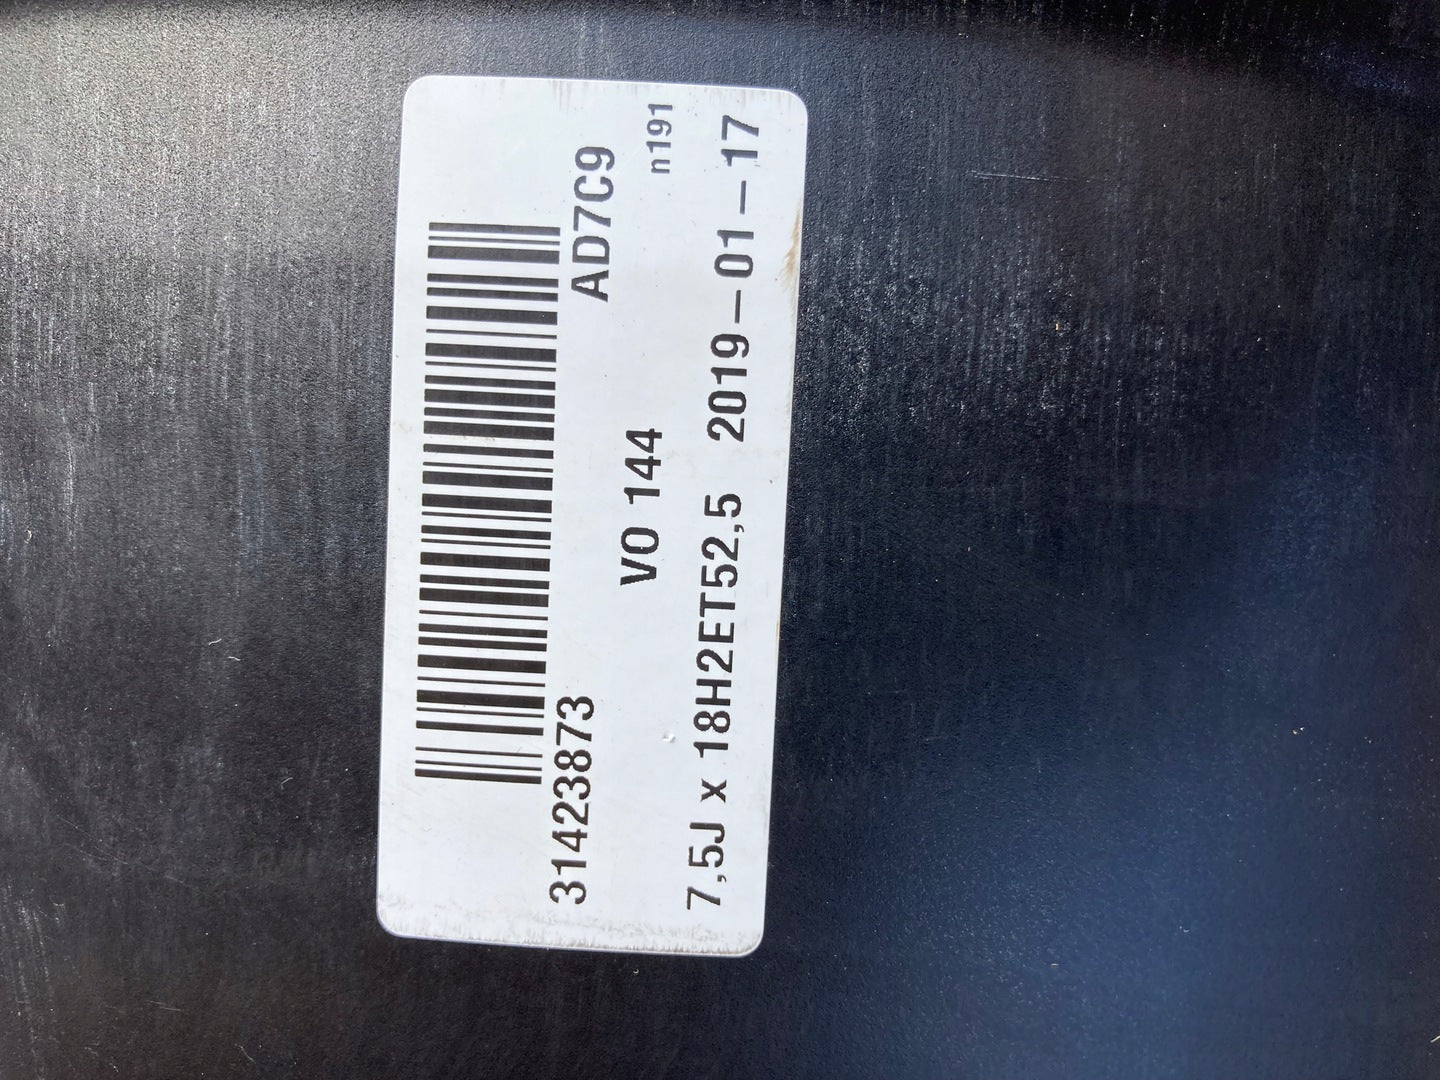 31423873 AD7C9
VO 144 n191
7,5J x 18H2ET52,5 2019-01-17